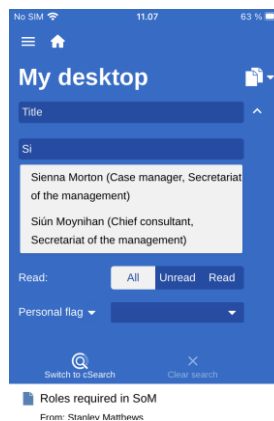 No SIM 11.07 63 %
My desktop
Title
Si
Sienna Morton (Case manager, Secretariat
of the management)
Siún Moynihan (Chief consultant,
Secretariat of the management)
Read: All Unread Read
Personal flag
Switch to cSearch Clear search
Roles required in SoM
From: Stanley Matthews